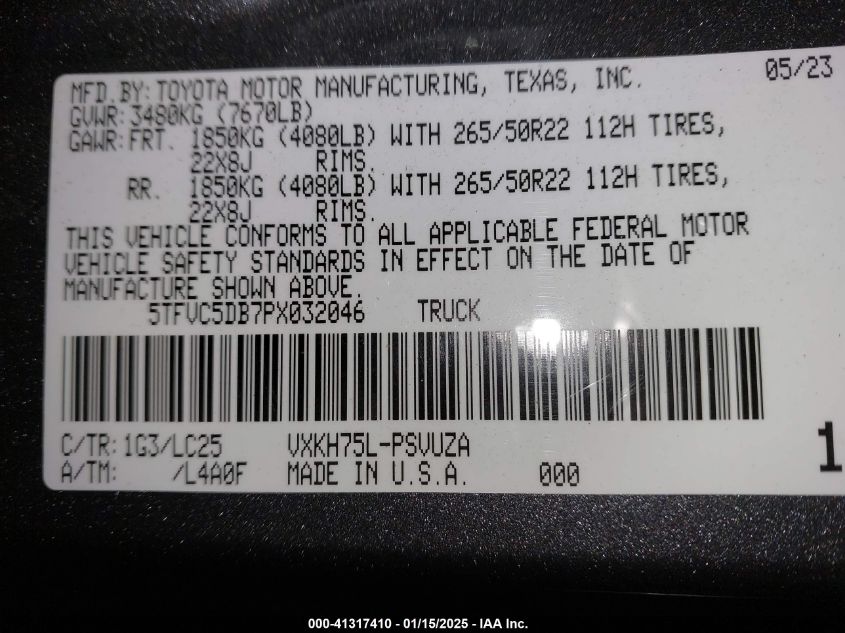 MFD. BY: TOYOTA MOTOR MANUFACTURING, TEXAS, INC. 05/23
GVWR: 3480KG (7670LB)
GAWR: FRT. 1850KG (4080LB) WITH 265/50R22 112H TIRES,
22X8J RIMS.
RR. 1850KG (4080LB) WITH 265/50R22 112H TIRES,
22X8J RIMS.
THIS VEHICLE CONFORMS TO ALL APPLICABLE FEDERAL MOTOR
VEHICLE SAFETY STANDARDS IN EFFECT ON THE DATE OF
MANUFACTURE SHOWN ABOVE.
5TFVC5DB7PX032046 TRUCK
C/TR: 1G3/LC25 VXKH75L-PSVUZA
A/TM: /L4A0F MADE IN U.S.A. 000
1
000-41317410 - 01/15/2025 - IAA Inc.